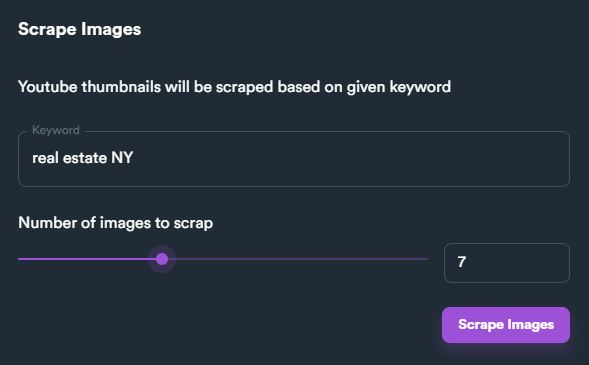 Scrape Images
Youtube thumbnails will be scraped based on given keyword
Keyword
real estate NY
Number of images to scrap
7
Scrape Images